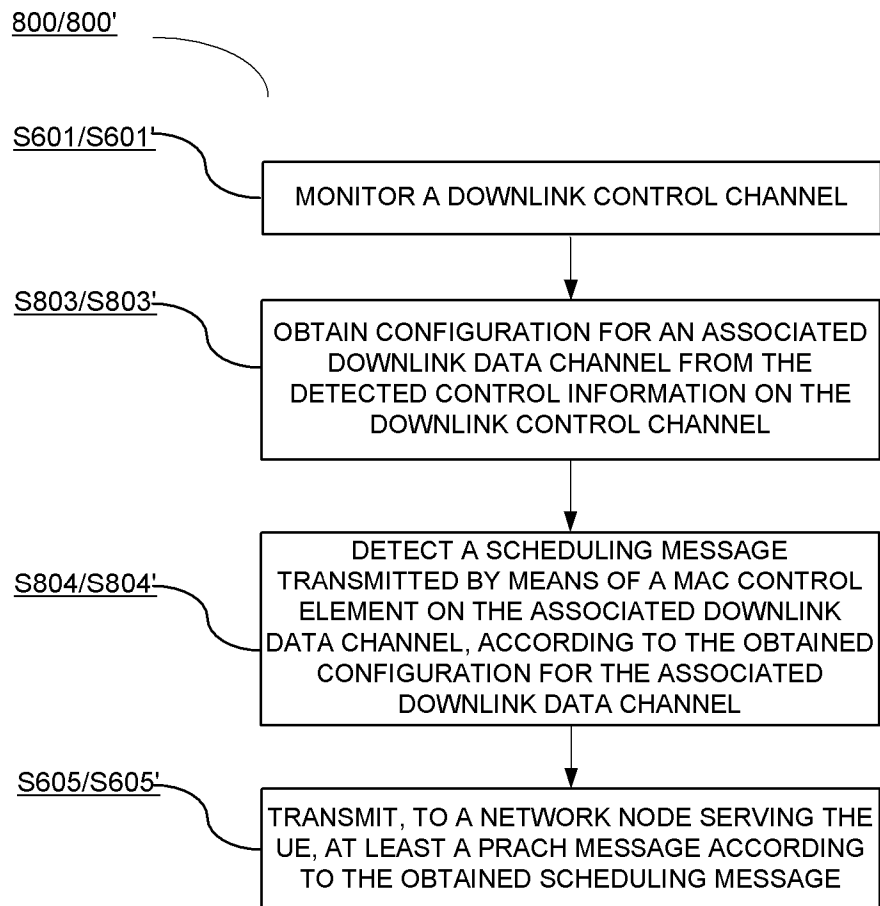 800/800'
S601/S601'
MONITOR A DOWNLINK CONTROL CHANNEL
S803/S803'
OBTAIN CONFIGURATION FOR AN ASSOCIATED
DOWNLINK DATA CHANNEL FROM THE
DETECTED CONTROL INFORMATION ON THE
DOWNLINK CONTROL CHANNEL
S804/S804'
DETECT A SCHEDULING MESSAGE
TRANSMITTED BY MEANS OF A MAC CONTROL
ELEMENT ON THE ASSOCIATED DOWNLINK
DATA CHANNEL, ACCORDING TO THE OBTAINED
CONFIGURATION FOR THE ASSOCIATED
DOWNLINK DATA CHANNEL
S605/S605'
TRANSMIT, TO A NETWORK NODE SERVING THE
UE, AT LEAST A PRACH MESSAGE ACCORDING
TO THE OBTAINED SCHEDULING MESSAGE